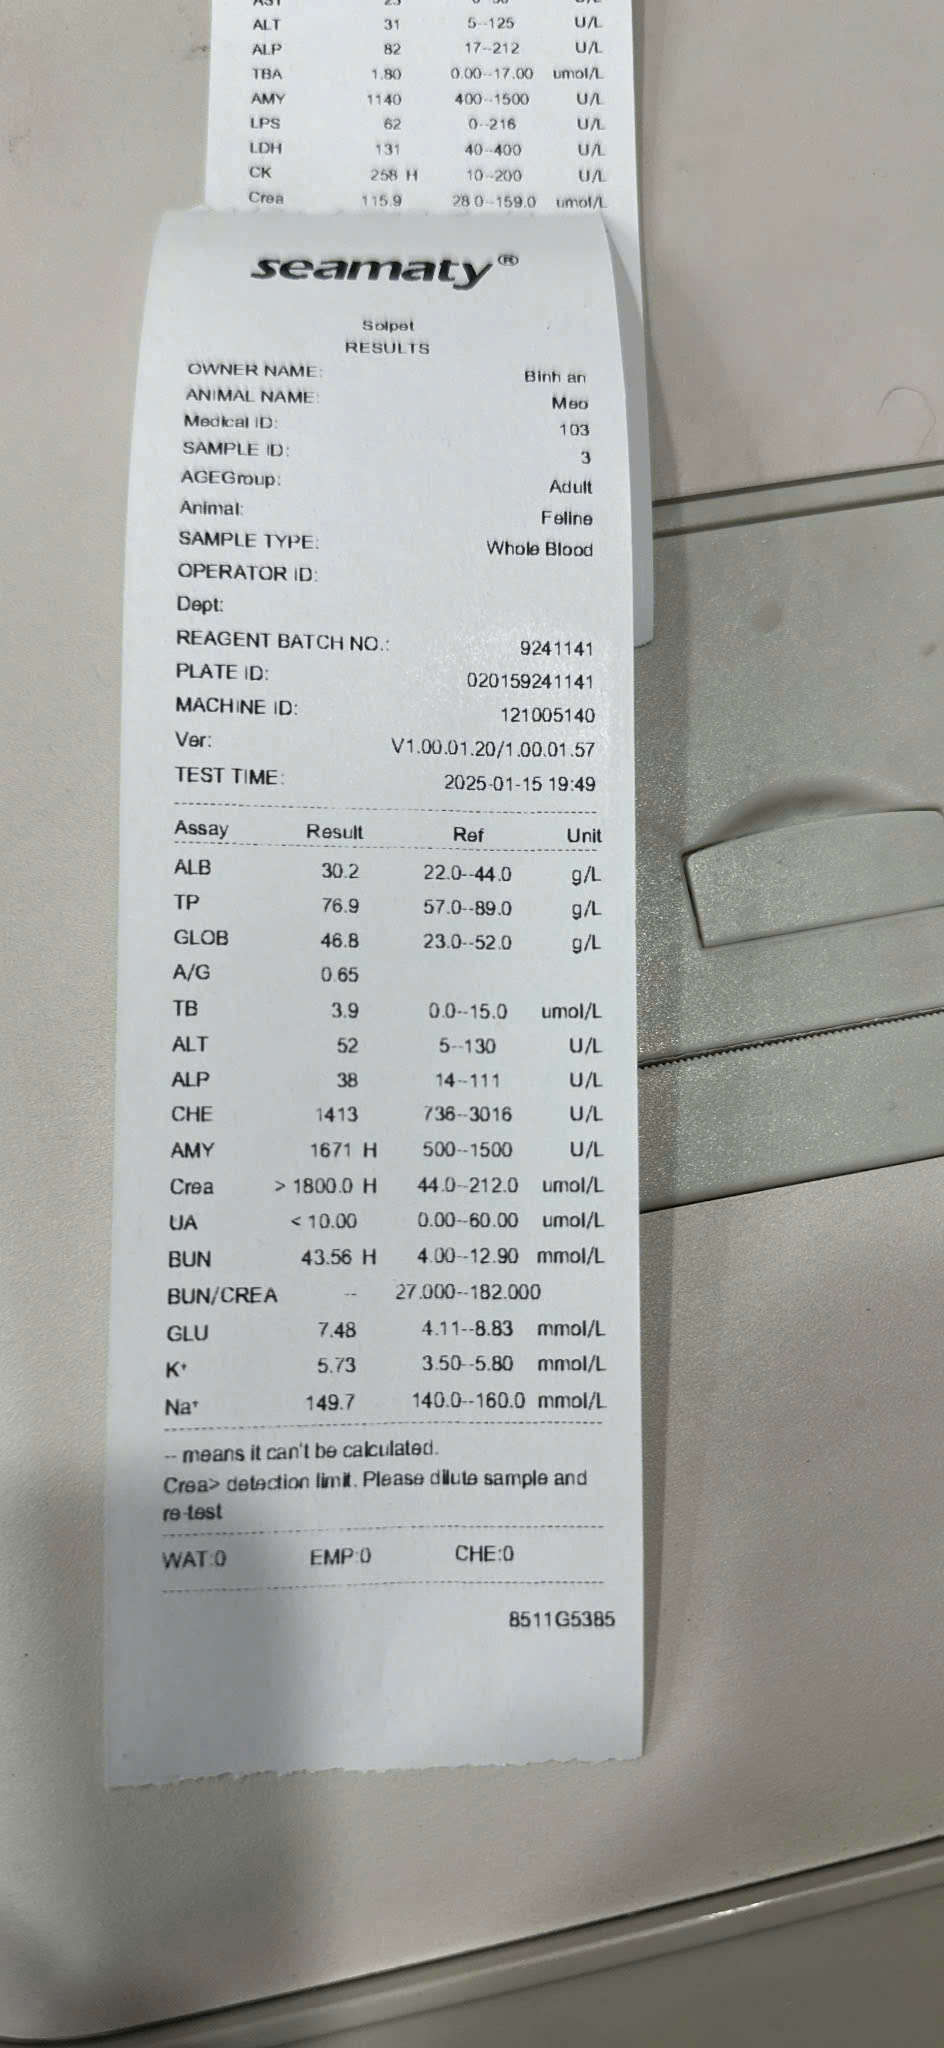 ALT 31 5--125 U/L
ALP 82 17--212 U/L
TBA 1.80 0.00--17.00 umol/L
AMY 1140 400--1500 U/L
LPS 62 0--216 U/L
LDH 131 40--400 U/L
CK 258 H 10--200 U/L
Crea 115.9 28.0--159.0 umol/L
seamaty®
Solpet
RESULTS
OWNER NAME: Binh an
ANIMAL NAME: Meo
Medical ID: 103
SAMPLE ID: 3
AGEGroup: Adult
Animal: Feline
SAMPLE TYPE: Whole Blood
OPERATOR ID:
Dept:
REAGENT BATCH NO.: 9241141
PLATE ID: 020159241141
MACHINE ID: 121005140
Ver: V1.00.01.20/1.00.01.57
TEST TIME: 2025-01-15 19:49
Assay Result Ref Unit
ALB 30.2 22.0--44.0 g/L
TP 76.9 57.0--89.0 g/L
GLOB 46.8 23.0--52.0 g/L
A/G 0.65
TB 3.9 0.0--15.0 umol/L
ALT 52 5--130 U/L
ALP 38 14--111 U/L
CHE 1413 736--3016 U/L
AMY 1671 H 500--1500 U/L
Crea > 1800.0 H 44.0--212.0 umol/L
UA < 10.00 0.00--60.00 umol/L
BUN 43.56 H 4.00--12.90 mmol/L
BUN/CREA -- 27.000--182.000
GLU 7.48 4.11--8.83 mmol/L
K⁺ 5.73 3.50--5.80 mmol/L
Na⁺ 149.7 140.0--160.0 mmol/L
-- means it can't be calculated.
Crea> detection limit. Please dilute sample and
re-test
WAT:0 EMP:0 CHE:0
8511G5385